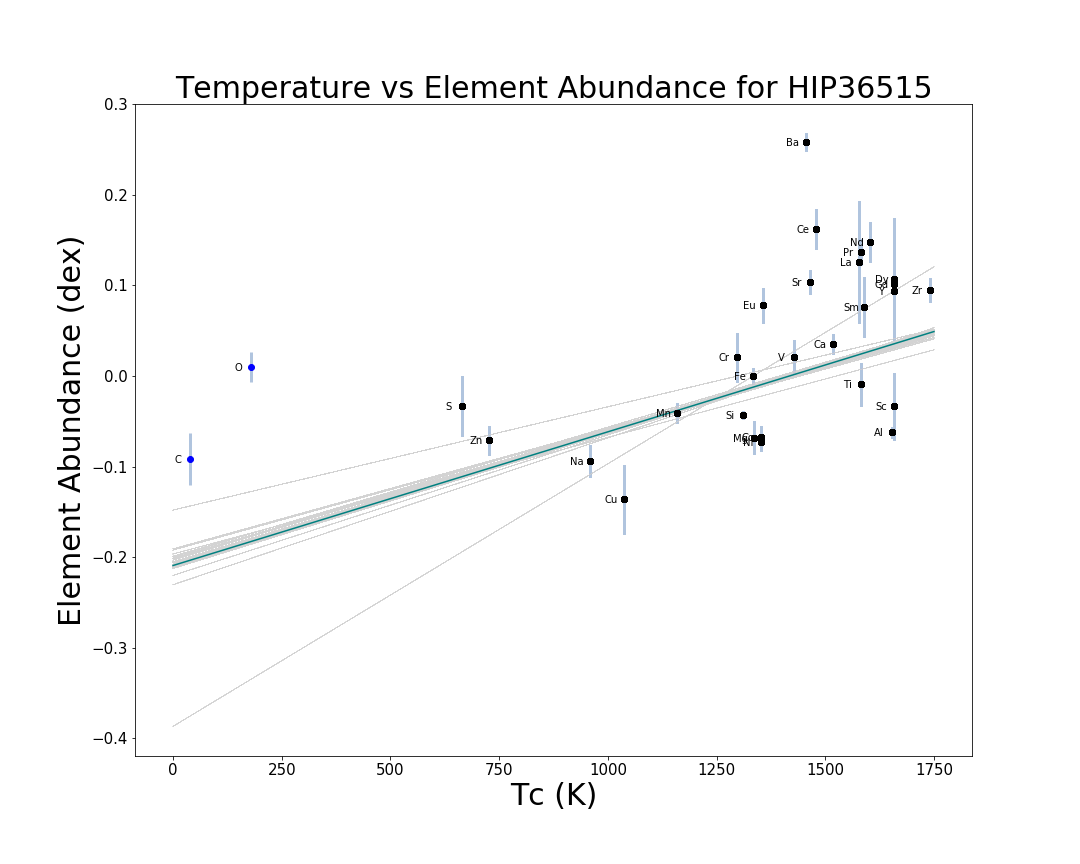 Temperature vs Element Abundance for HIP36515
0.3
0.2
0.1
0.0
−0.1
−0.2
−0.3
−0.4
Element Abundance (dex)
Ba
Ce
Nd
Pr
La
Dy
Sr
Y
Zr
Eu
Sm
Cr
V
Ca
O
Fe
Ti
S
Mn
Si
Sc
Zn
Al
C
Na
Cu
0
250
500
750
1000
1250
1500
1750
Tc (K)